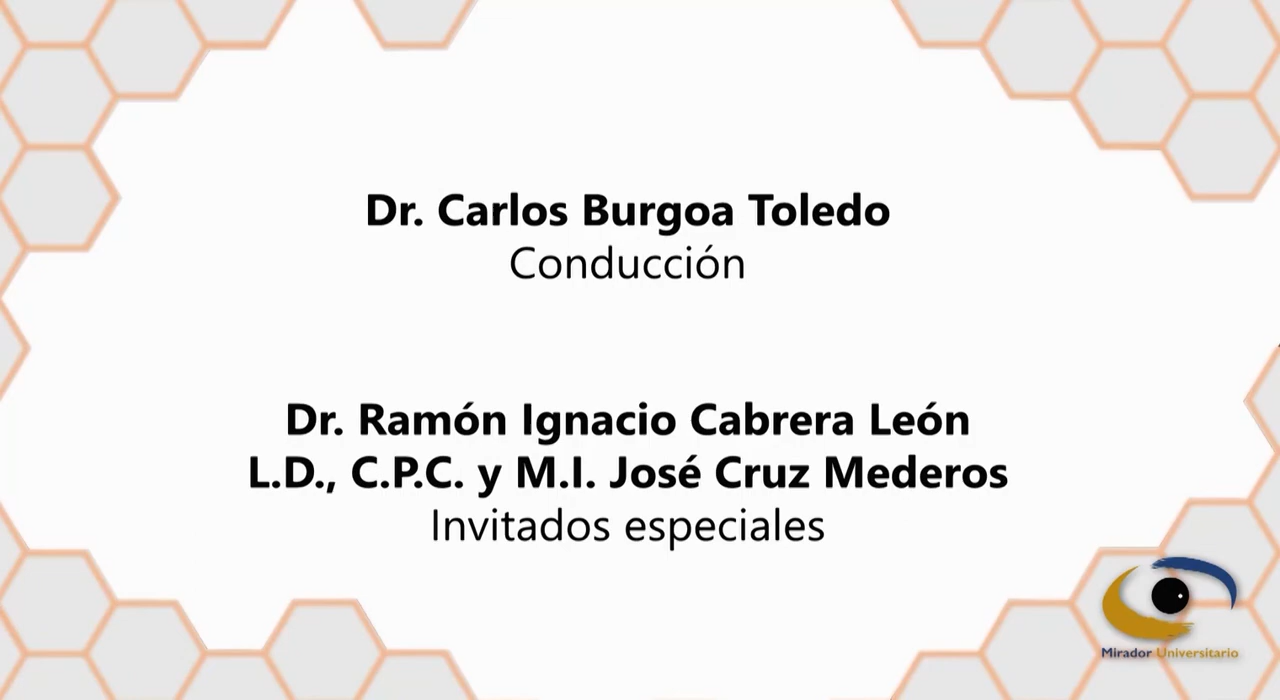 Dr. Carlos Burgoa Toledo
Conducción
Dr. Ramón Ignacio Cabrera León
L.D., C.P.C. y M.I. José Cruz Mederos
Invitados especiales
Mirador Universitario